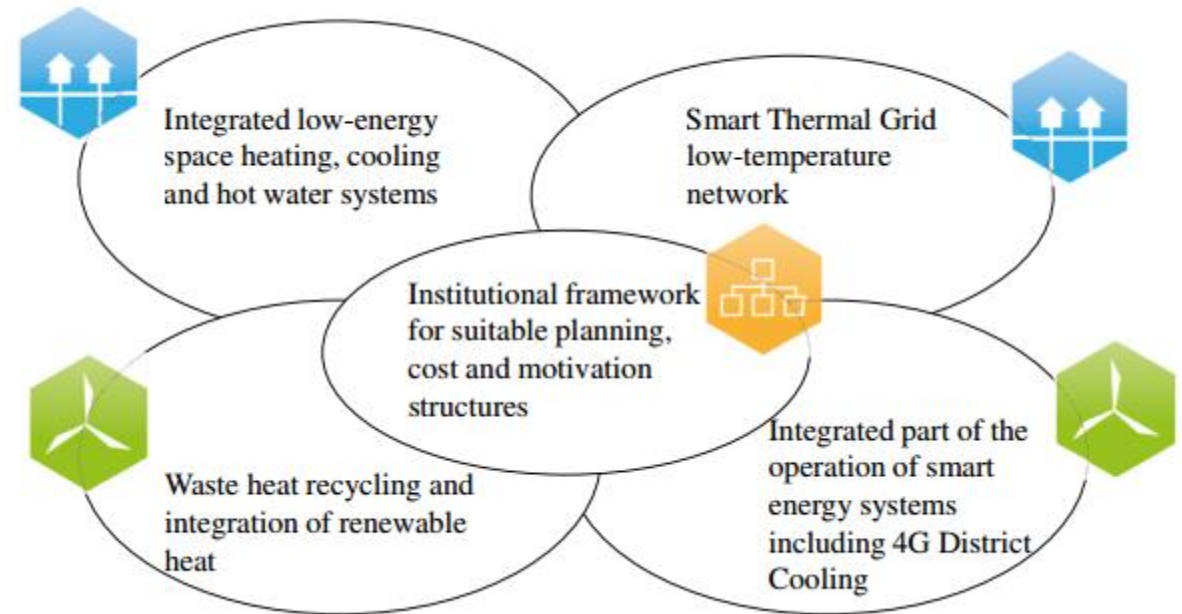 Integrated low-energy
space heating, cooling
and hot water systems
Smart Thermal Grid
low-temperature
network
Institutional framework
for suitable planning,
cost and motivation
structures
Waste heat recycling and
integration of renewable
heat
Integrated part of the
operation of smart
energy systems
including 4G District
Cooling